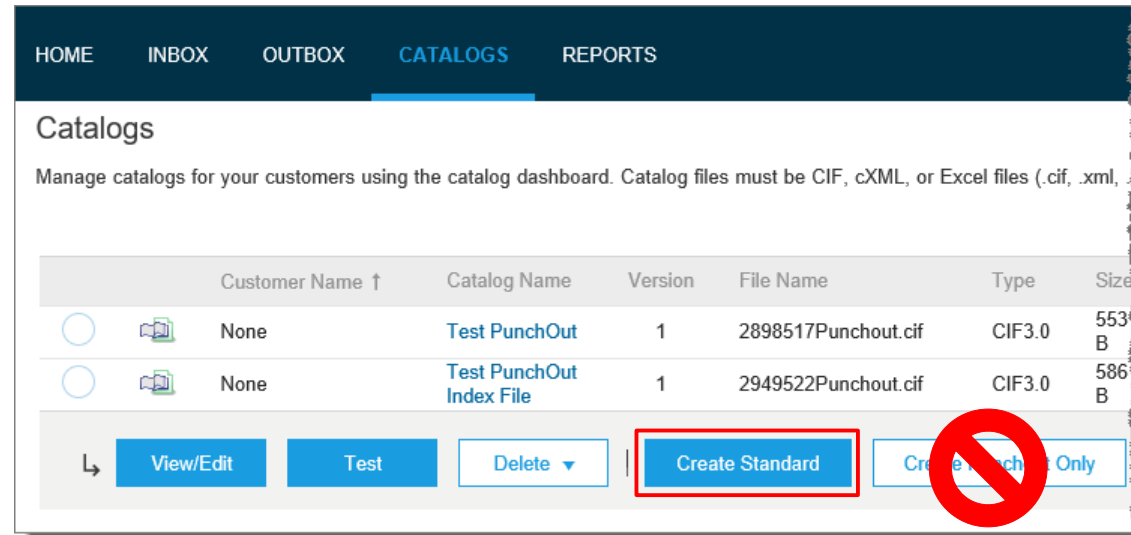 HOME INBOX OUTBOX CATALOGS REPORTS
Catalogs
Manage catalogs for your customers using the catalog dashboard. Catalog files must be CIF, cXML, or Excel files (.cif, .xml, .
Customer Name ↑ Catalog Name Version File Name Type Size
None Test PunchOut 1 2898517Punchout.cif CIF3.0 553
B
None Test PunchOut
Index File 1 2949522Punchout.cif CIF3.0 586
B
View/Edit Test Delete ▼ | Create Standard Only